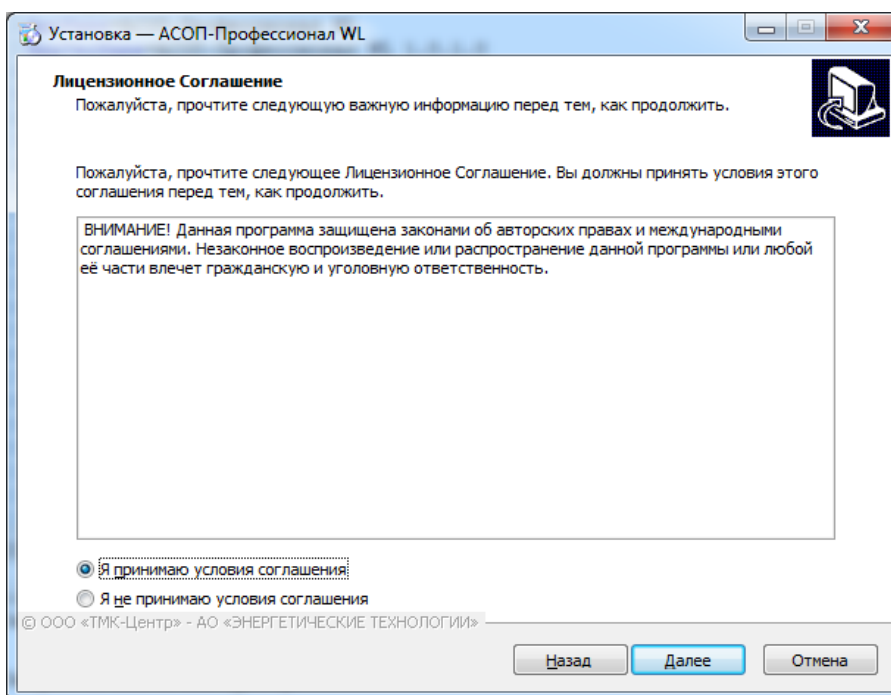 Установка — АСОП-Профессионал WL
Лицензионное Соглашение
Пожалуйста, прочтите следующую важную информацию перед тем, как продолжить.
Пожалуйста, прочтите следующее Лицензионное Соглашение. Вы должны принять условия этого
соглашения перед тем, как продолжить.
ВНИМАНИЕ! Данная программа защищена законами об авторских правах и международными
соглашениями. Незаконное воспроизведение или распространение данной программы или любой
её части влечет гражданскую и уголовную ответственность.
Я принимаю условия соглашения
Я не принимаю условия соглашения
© ООО «ТМК-Центр» - АО «ЭНЕРГЕТИЧЕСКИЕ ТЕХНОЛОГИИ»
Назад Далее Отмена